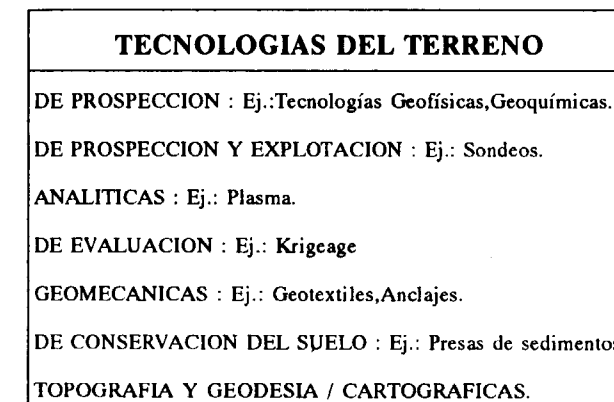 TECNOLOGIAS DEL TERRENO
DE PROSPECCION : Ej.:Tecnologías Geofísicas,Geoquímicas.
DE PROSPECCION Y EXPLOTACION : Ej.: Sondeos.
ANALITICAS : Ej.: Plasma.
DE EVALUACION : Ej.: Krigeage
GEOMECANICAS : Ej.: Geotextiles,Anclajes.
DE CONSERVACION DEL SUELO : Ej.: Presas de sedimentos
TOPOGRAFIA Y GEODESIA / CARTOGRAFICAS.